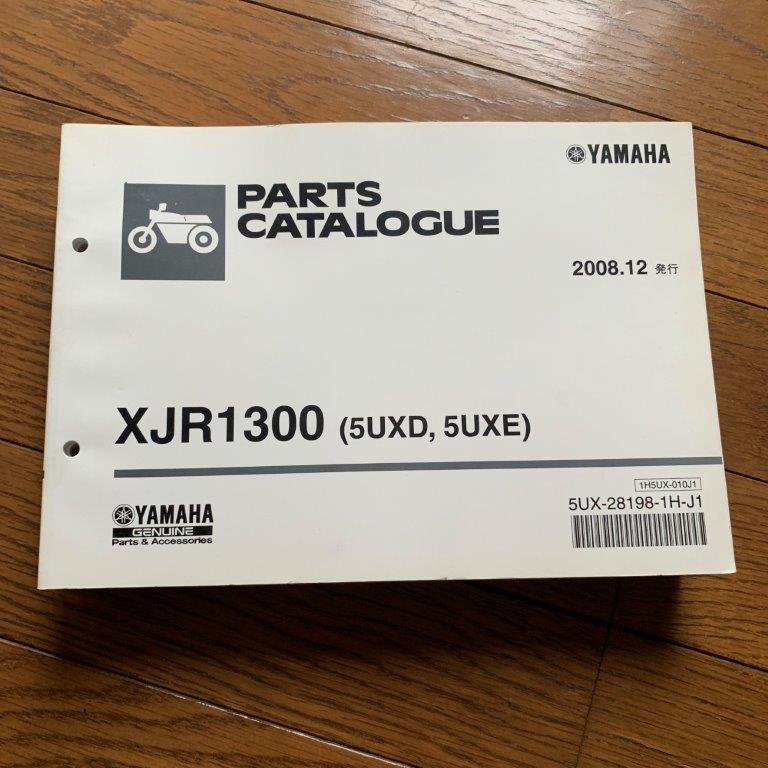 YAMAHA
PARTS
CATALOGUE
2008.12 発行
XJR1300 (5UXD, 5UXE)
1H5UX-010J1
5UX-28198-1H-J1
YAMAHA
GENUINE
Parts & Accessories